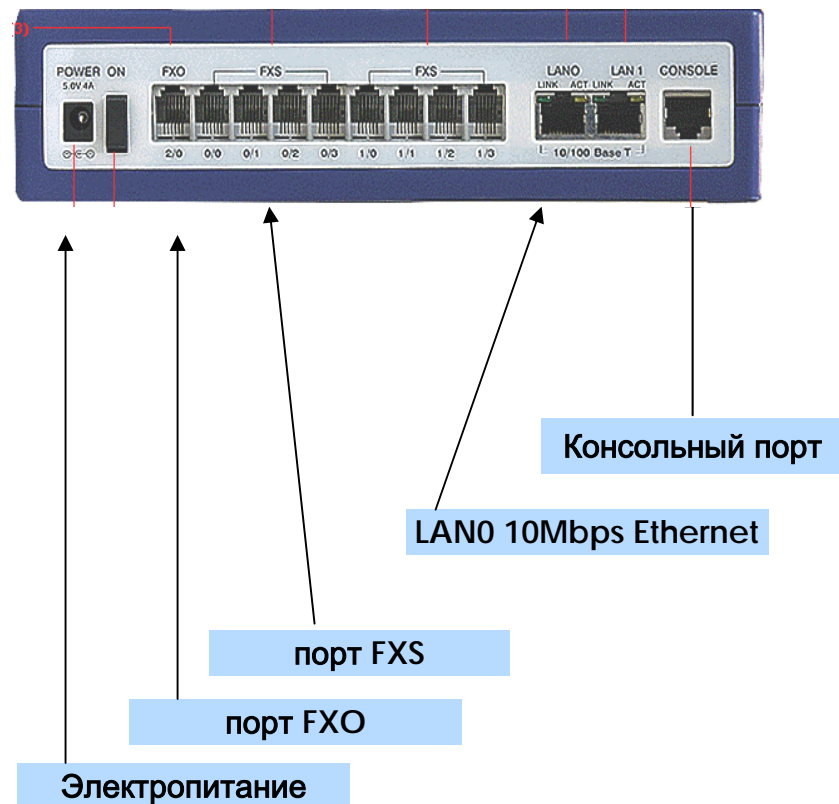 3)
POWER ON FXO FXS FXS LAN0 LAN 1 CONSOLE
5.0V 4A LINK ACT LINK ACT
2/0 0/0 0/1 0/2 0/3 1/0 1/1 1/2 1/3 10/100 Base T
Консольный порт
LAN0 10Mbps Ethernet
порт FXS
порт FXO
Электропитание